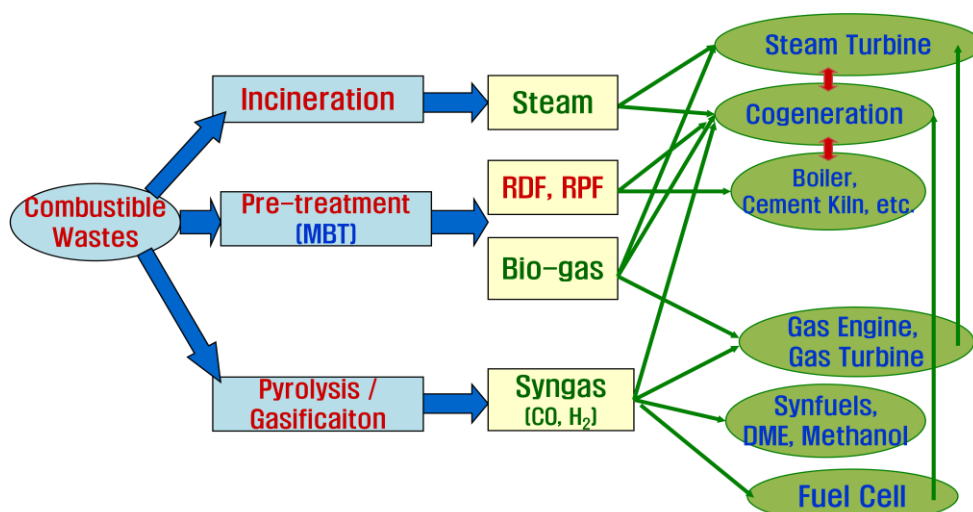 Combustible
Wastes
Incineration
Pre-treatment
(MBT)
Pyrolysis /
Gasificaiton
Steam
RDF, RPF
Bio-gas
Syngas
(CO, H₂)
Steam Turbine
Cogeneration
Boiler,
Cement Kiln, etc.
Gas Engine,
Gas Turbine
Synfuels,
DME, Methanol
Fuel Cell